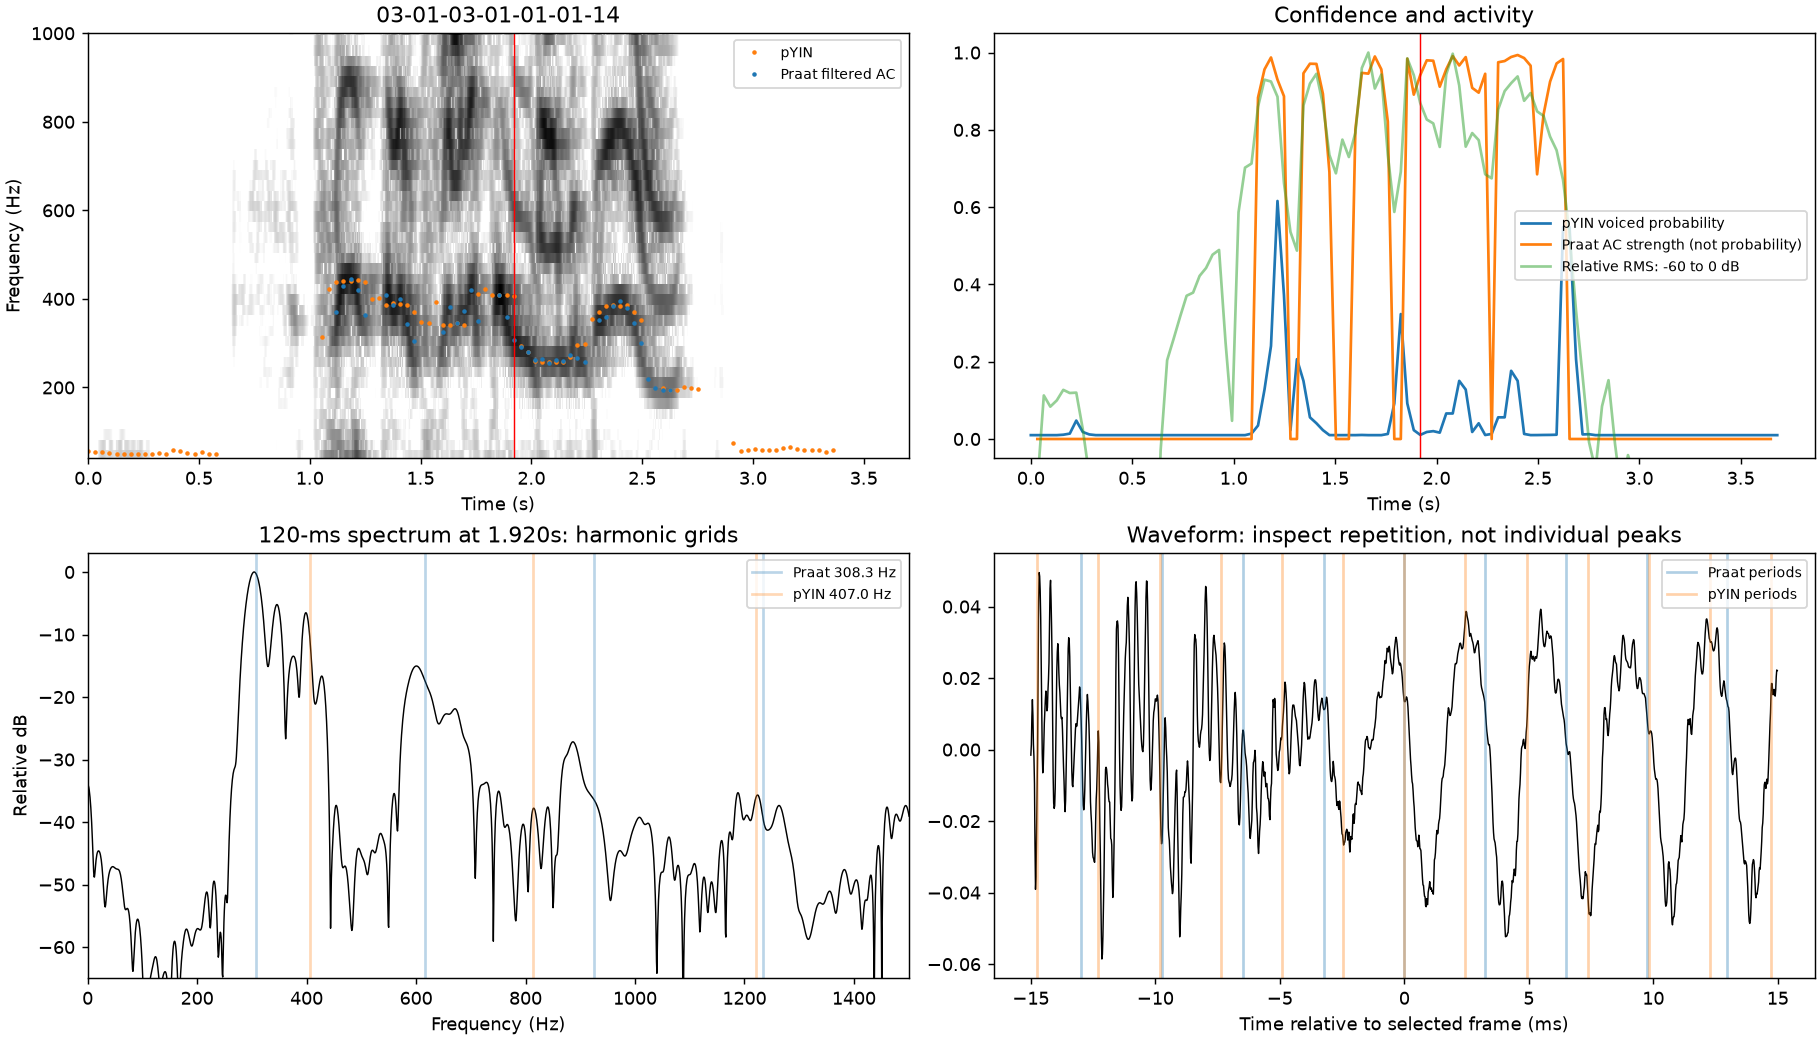 03-01-03-01-01-01-14
Frequency (Hz)
1000
800
600
400
200
0.0 0.5 1.0 1.5 2.0 2.5 3.0 3.5
Time (s)
pYIN
Praat filtered AC
Confidence and activity
1.0
0.8
0.6
0.4
0.2
0.0
0.0 0.5 1.0 1.5 2.0 2.5 3.0 3.5
Time (s)
pYIN voiced probability
Praat AC strength (not probability)
Relative RMS: -60 to 0 dB
120-ms spectrum at 1.920s: harmonic grids
Relative dB
0
−10
−20
−30
−40
−50
−60
0 200 400 600 800 1000 1200 1400
Frequency (Hz)
Praat 308.3 Hz
pYIN 407.0 Hz
Waveform: inspect repetition, not individual peaks
0.04
0.02
0.00
−0.02
−0.04
−0.06
−15 −10 −5 0 5 10 15
Time relative to selected frame (ms)
Praat periods
pYIN periods